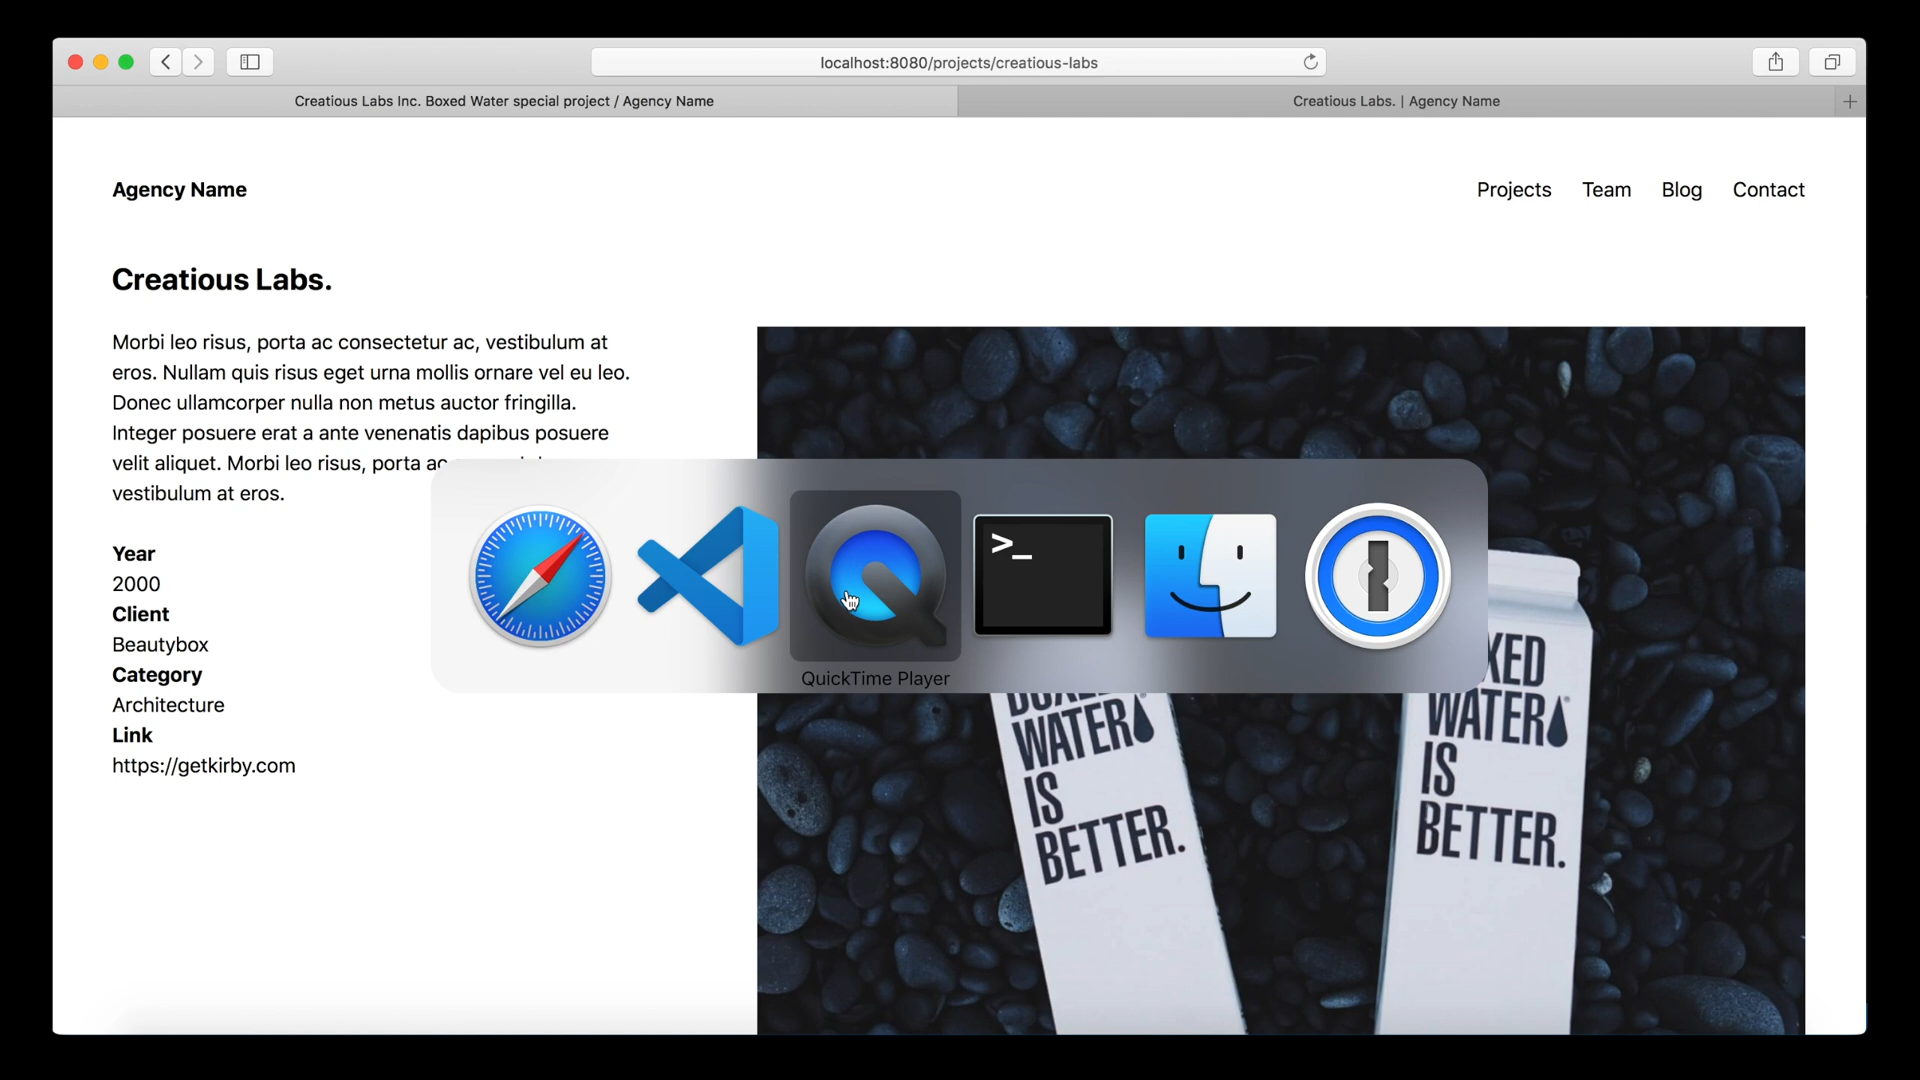 localhost:8080/projects/creatious-labs
Creatious Labs Inc. Boxed Water special project / Agency Name
Creatious Labs. | Agency Name
Agency Name
Projects
Team
Blog
Contact
Creatious Labs.
Morbi leo risus, porta ac consectetur ac, vestibulum at
eros. Nullam quis risus eget urna mollis ornare vel eu leo.
Donec ullamcorper nulla non metus auctor fringilla.
Integer posuere erat a ante venenatis dapibus posuere
velit aliquet. Morbi leo risus, porta ac
vestibulum at eros.
Year
2000
Client
Beautybox
Category
Architecture
Link
https://getkirby.com
>_
QuickTime Player
WATER
IS
BETTER.
WATER
IS
BETTER.